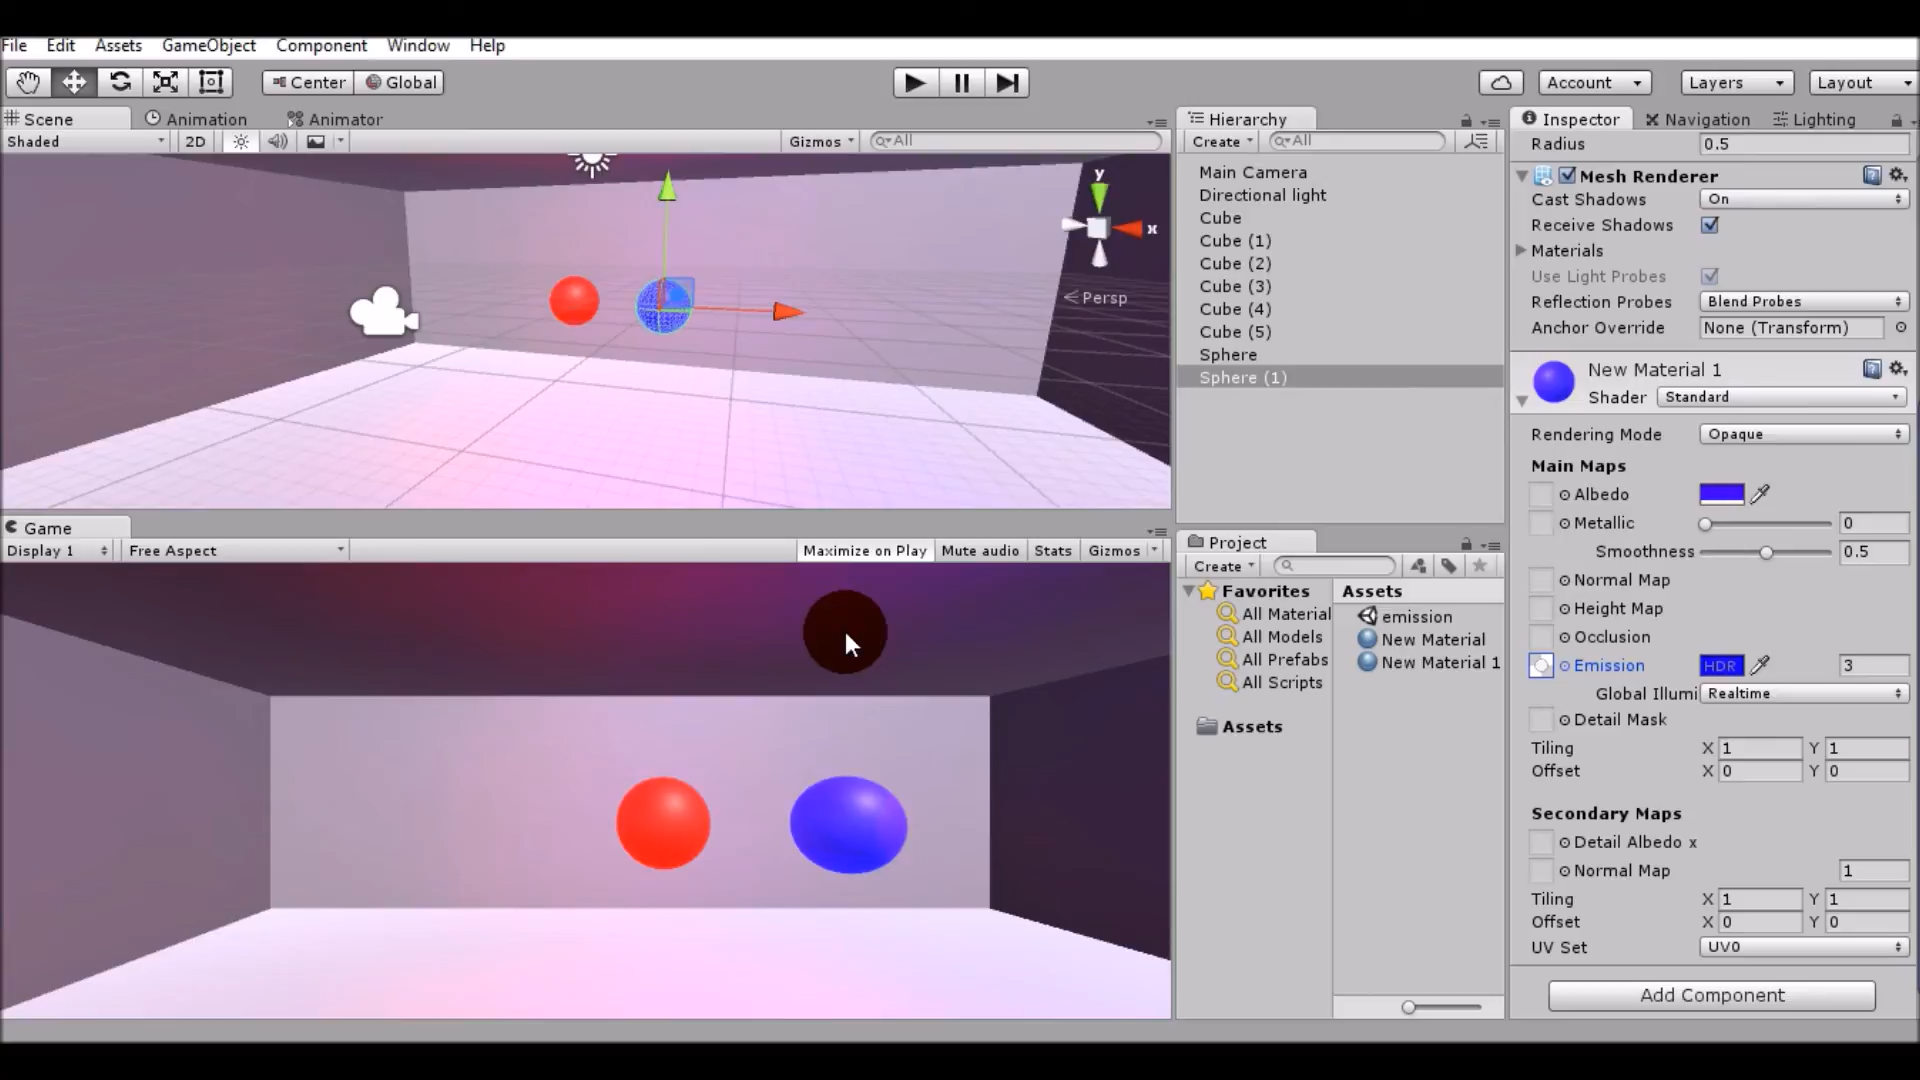 File Edit Assets GameObject Component Window Help
Center Global Account Layers Layout
Scene Animation Animator
Shaded 2D Gizmos All
y
x
Persp
Game
Display 1 Free Aspect Maximize on Play Mute audio Stats Gizmos
Hierarchy
Create All
Main Camera
Directional light
Cube
Cube (1)
Cube (2)
Cube (3)
Cube (4)
Cube (5)
Sphere
Sphere (1)
Project
Create
Favorites
All Material
All Models
All Prefabs
All Scripts
Assets
Assets
emission
New Material
New Material 1
Inspector Navigation Lighting
Radius 0.5
Mesh Renderer
Cast Shadows On
Receive Shadows
Materials
Use Light Probes
Reflection Probes Blend Probes
Anchor Override None (Transform)
New Material 1
Shader Standard
Rendering Mode Opaque
Main Maps
Albedo
Metallic 0
Smoothness 0.5
Normal Map
Height Map
Occlusion
Emission HDR 3
Global Illumi Realtime
Detail Mask
Tiling X 1 Y 1
Offset X 0 Y 0
Secondary Maps
Detail Albedo x
Normal Map 1
Tiling X 1 Y 1
Offset X 0 Y 0
UV Set UV0
Add Component